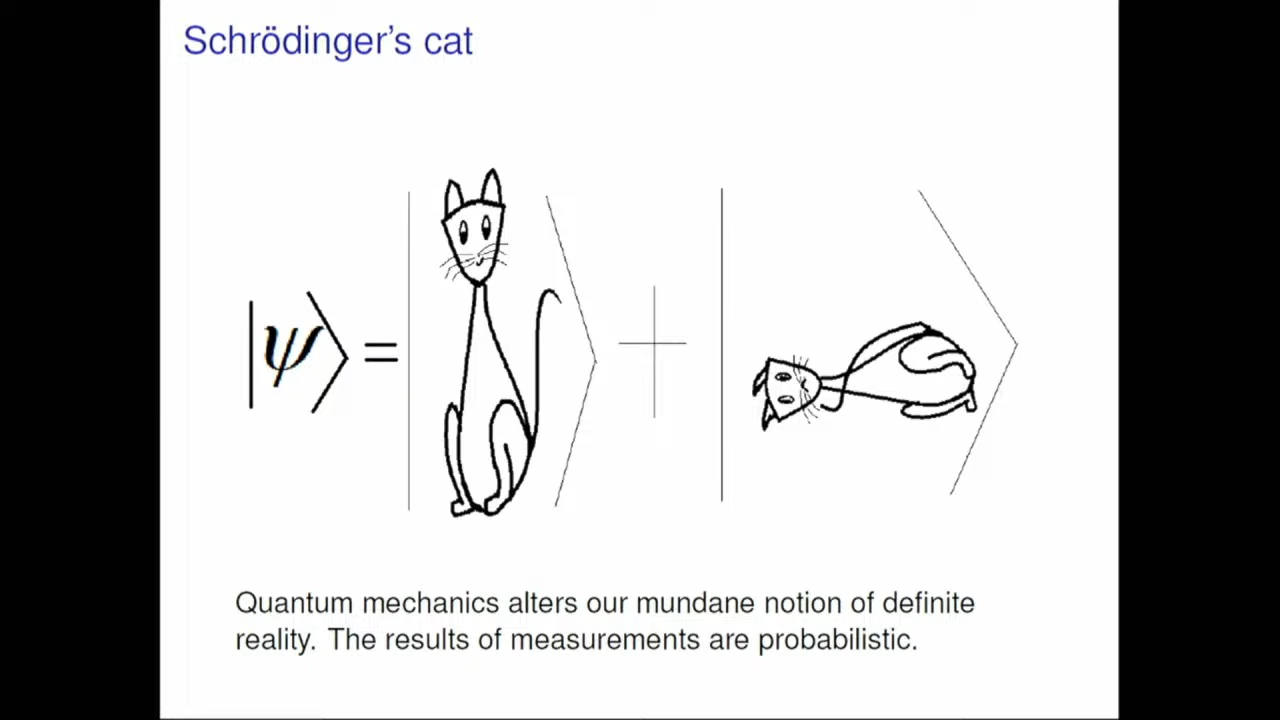 Schrödinger's cat
|ψ⟩ = | ⟩ + | ⟩
Quantum mechanics alters our mundane notion of definite
reality. The results of measurements are probabilistic.